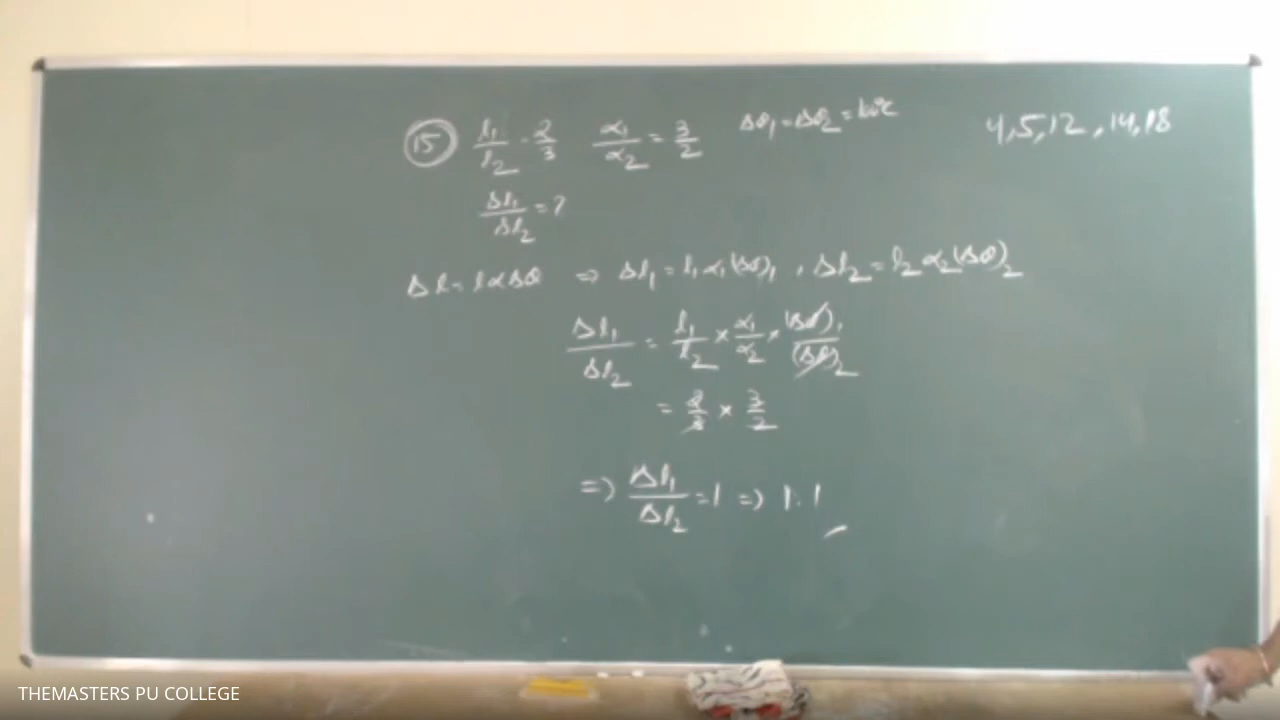 15 l₁/l₂ = 2/3 α₁/α₂ = 3/2 Δθ₁ = Δθ₂ = 60°C 4,5,12,14,18
Δl₁/Δl₂ = ?
Δl = lαΔθ ⇒ Δl₁ = l₁α₁(Δθ)₁ , Δl₂ = l₂α₂(Δθ)₂
Δl₁/Δl₂ = l₁/l₂ × α₁/α₂ × (Δθ)₁/(Δθ)₂
= 2/3 × 3/2
=> Δl₁/Δl₂ = 1 => 1:1
THEMASTERS PU COLLEGE